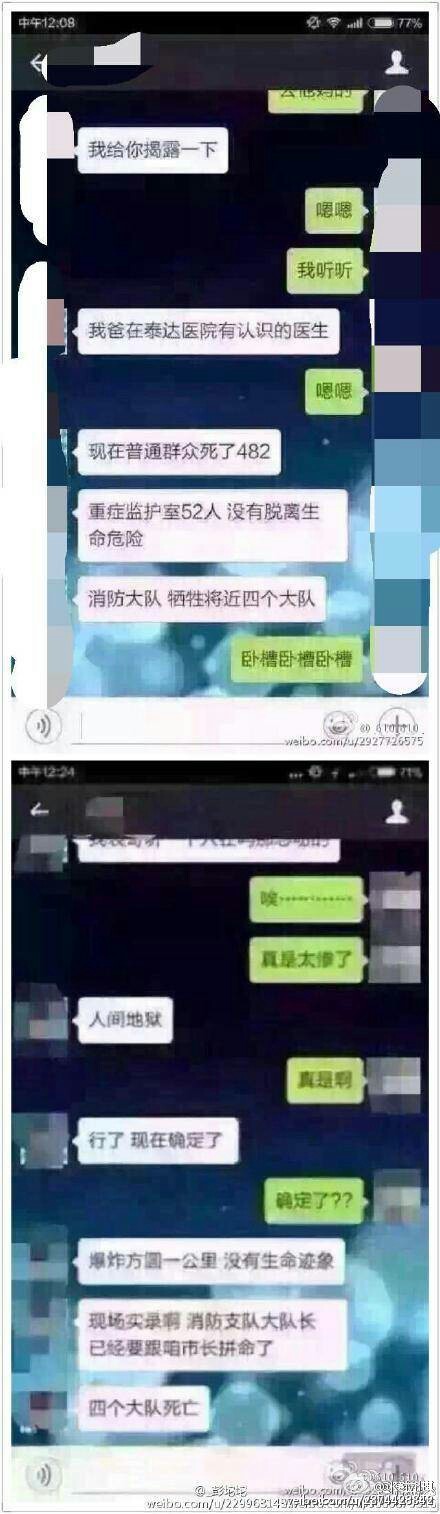 中午12:08
77%
去他妈的
我给你揭露一下
嗯嗯
我听听
我爸在泰达医院有认识的医生
嗯嗯
现在普通群众死了482
重症监护室52人 没有脱离生
命危险
消防大队 牺牲将近四个大队
卧槽卧槽卧槽
weibo.com/u/2927726575
中午12:24
71%
唉
真是太惨了
人间地狱
真是啊
行了 现在确定了
确定了??
爆炸方圆一公里 没有生命迹象
现场实录啊 消防支队大队长
已经要跟咱市长拼命了
四个大队死亡